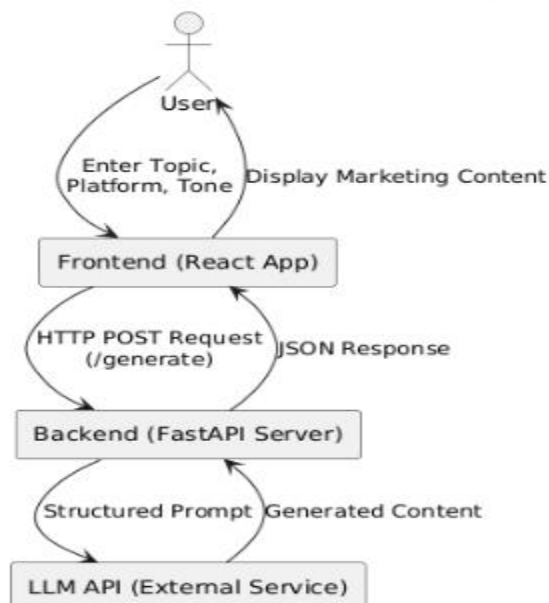 User
Enter Topic,
Platform, Tone
Display Marketing Content
Frontend (React App)
HTTP POST Request
(/generate)
JSON Response
Backend (FastAPI Server)
Structured Prompt
Generated Content
LLM API (External Service)